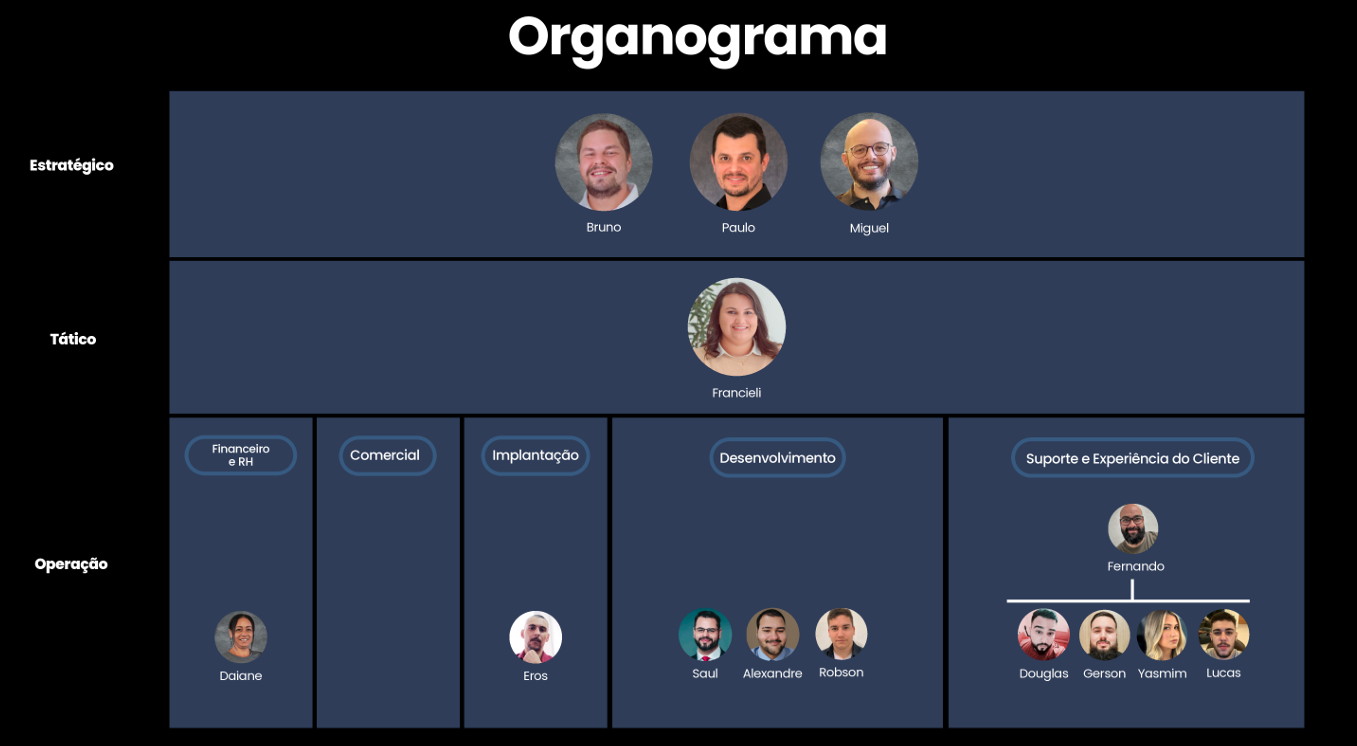 Organograma
Estratégico
Bruno
Paulo
Miguel
Tático
Francieli
Operação
Financeiro
e RH
Daiane
Comercial
Implantação
Eros
Desenvolvimento
Saul
Alexandre
Robson
Suporte e Experiência do Cliente
Fernando
Douglas
Gerson
Yasmim
Lucas